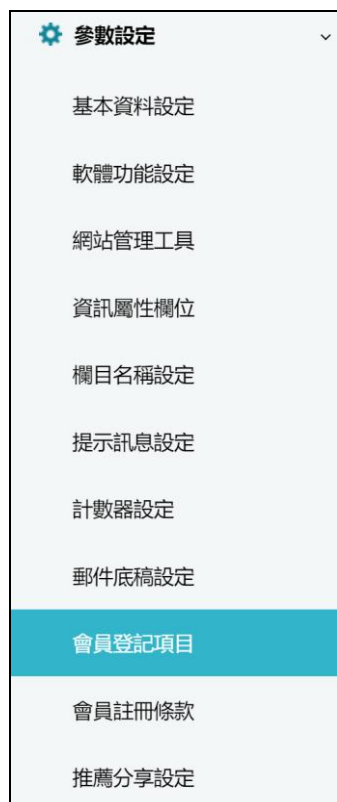 參數設定
基本資料設定
軟體功能設定
網站管理工具
資訊屬性欄位
欄目名稱設定
提示訊息設定
計數器設定
郵件底稿設定
會員登記項目
會員註冊條款
推薦分享設定